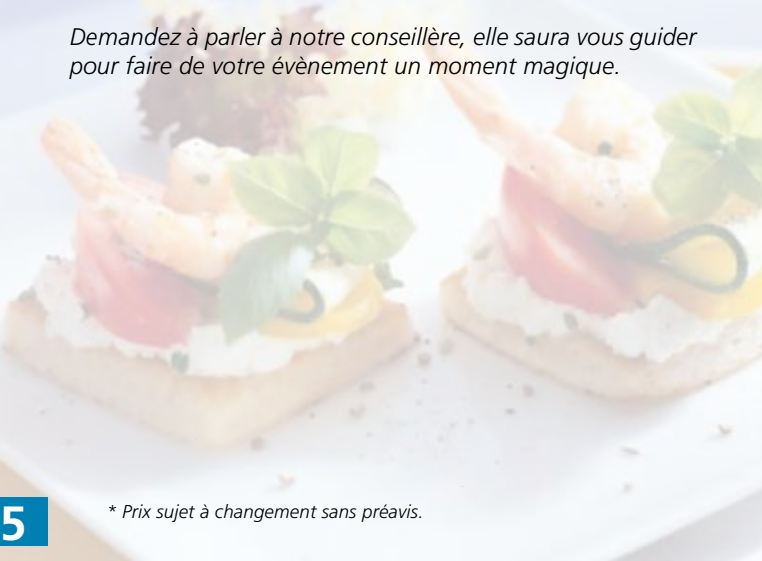 Demandez à parler à notre conseillère, elle saura vous guider
pour faire de votre évènement un moment magique.
* Prix sujet à changement sans préavis.
5